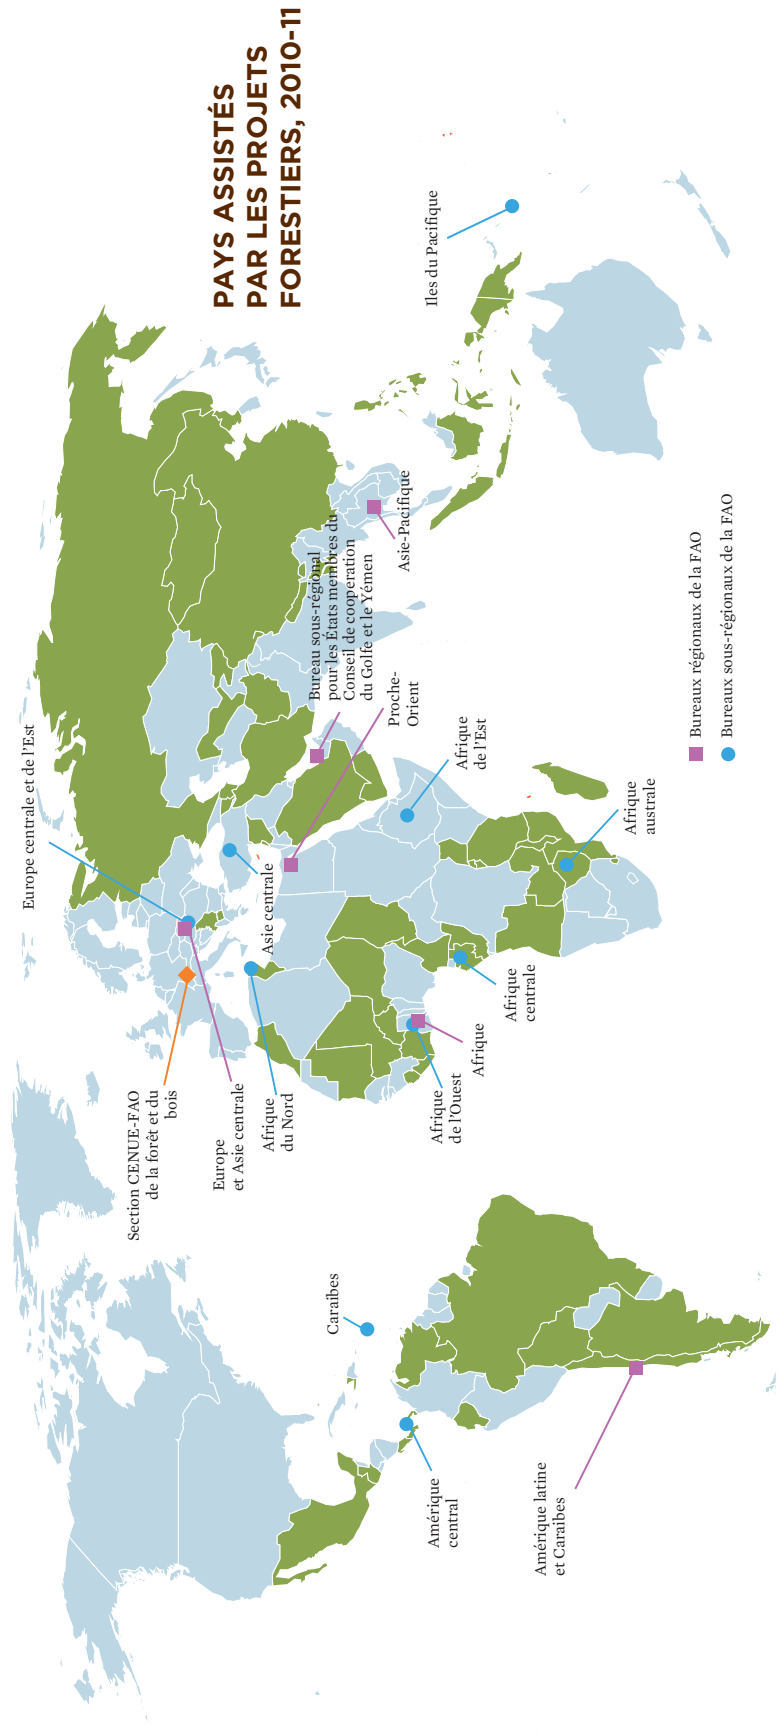 PAYS ASSISTÉS
PAR LES PROJETS
FORESTIERS, 2010-11
Europe centrale et de l'Est
Section CENUE-FAO
de la forêt et du
bois
Europe
et Asie centrale
Afrique
du Nord
Asie centrale
Bureau sous-régional
pour les États membres du
Conseil de coopération
du Golfe et le Yémen
Proche-
Orient
Asie-Pacifique
Iles du Pacifique
Caraibes
Amérique
central
Amérique latine
et Caraibes
Afrique
de l'Ouest
Afrique
Afrique
centrale
Afrique
de l'Est
Afrique
australe
Bureaux régionaux de la FAO
Bureaux sous-régionaux de la FAO